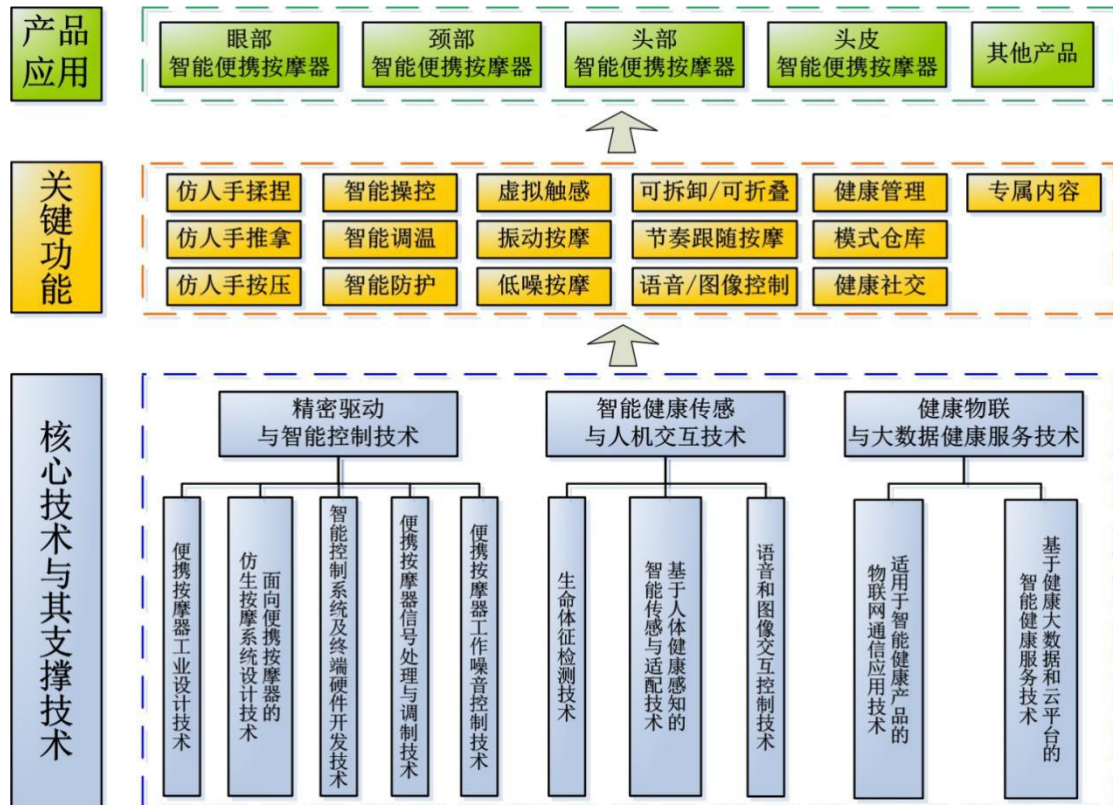 产品
应用
眼部
智能便携按摩器
颈部
智能便携按摩器
头部
智能便携按摩器
头皮
智能便携按摩器
其他产品
关键功能
仿人手揉捏
智能操控
虚拟触感
可拆卸/可折叠
健康管理
专属内容
仿人手推拿
智能调温
振动按摩
节奏跟随按摩
模式仓库
仿人手按压
智能防护
低噪按摩
语音/图像控制
健康社交
核心技术与其支撑技术
精密驱动
与智能控制技术
智能健康传感
与人机交互技术
健康物联
与大数据健康服务技术
便携按摩器工业设计技术
面向便携按摩器的
仿生按摩系统设计技术
智能控制系统及终端硬件开发技术
便携按摩器信号处理与调制技术
便携按摩器工作噪音控制技术
生命体征检测技术
基于人体健康感知的
智能传感与适配技术
语音和图像交互控制技术
适用于智能健康产品的
物联网通信应用技术
基于健康大数据和云平台的
智能健康服务技术